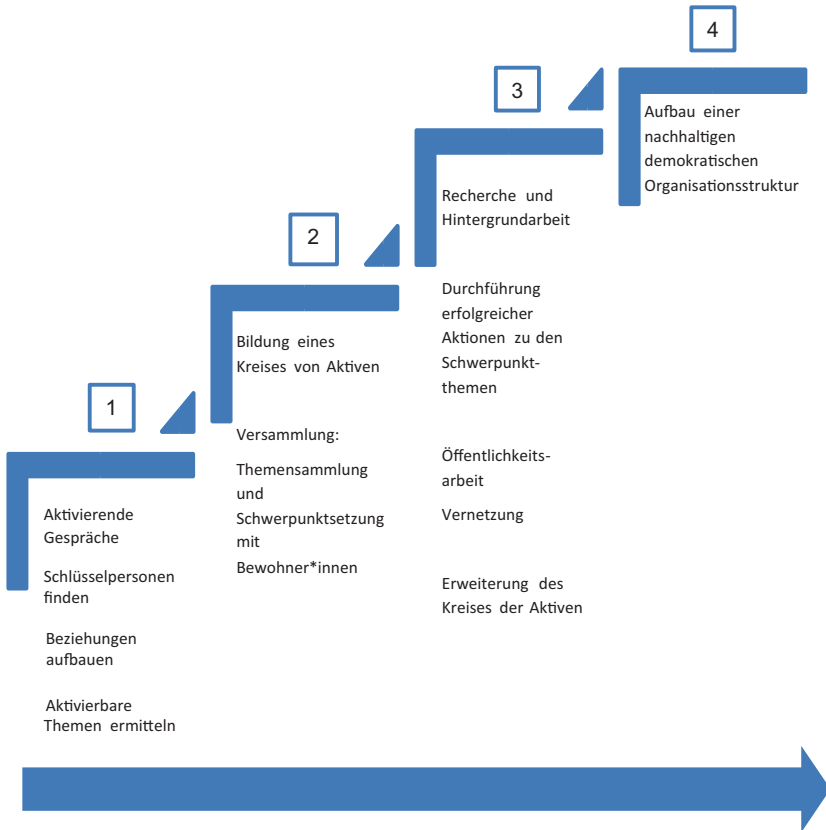 1
Aktivierende
Gespräche
Schlüsselpersonen
finden
Beziehungen
aufbauen
Aktivierbare
Themen ermitteln
2
Bildung eines
Kreises von Aktiven
Versammlung:
Themensammlung
und
Schwerpunktsetzung
mit
Bewohner*innen
3
Recherche und
Hintergrundarbeit
Durchführung
erfolgreicher
Aktionen zu den
Schwerpunkt-
themen
Öffentlichkeits-
arbeit
Vernetzung
Erweiterung des
Kreises der Aktiven
4
Aufbau einer
nachhaltigen
demokratischen
Organisationsstruktur